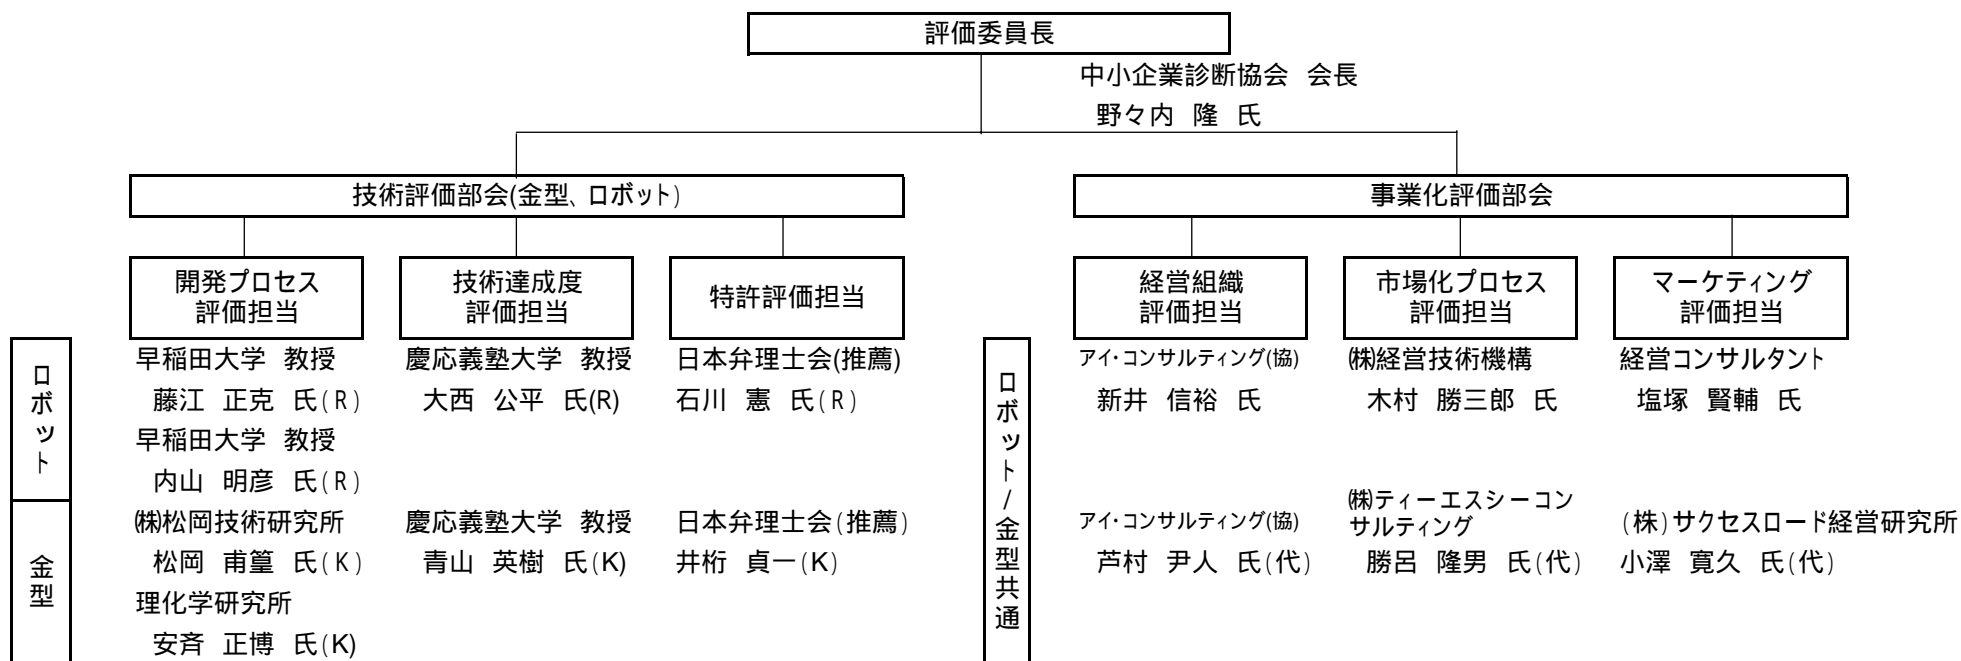 評価委員長
中小企業診断協会 会長
野々内 隆 氏
技術評価部会(金型、ロボット)
事業化評価部会
開発プロセス
評価担当
技術達成度
評価担当
特許評価担当
経営組織
評価担当
市場化プロセス
評価担当
マーケティング
評価担当
ロボット
早稲田大学 教授
藤江 正克 氏(R)
早稲田大学 教授
内山 明彦 氏(R)
慶応義塾大学 教授
大西 公平 氏(R)
日本弁理士会(推薦)
石川 憲 氏(R)
金型
㈱松岡技術研究所
松岡 甫篁 氏(K)
理化学研究所
安斉 正博 氏(K)
慶応義塾大学 教授
青山 英樹 氏(K)
日本弁理士会(推薦)
井桁 貞一(K)
ロボット/金型共通
アイ・コンサルティング(協)
新井 信裕 氏
㈱経営技術機構
木村 勝三郎 氏
経営コンサルタント
塩塚 賢輔 氏
アイ・コンサルティング(協)
芦村 尹人 氏(代)
㈱ティーエスシーコン
サルティング
勝呂 隆男 氏(代)
(株)サクセスロード経営研究所
小澤 寛久 氏(代)